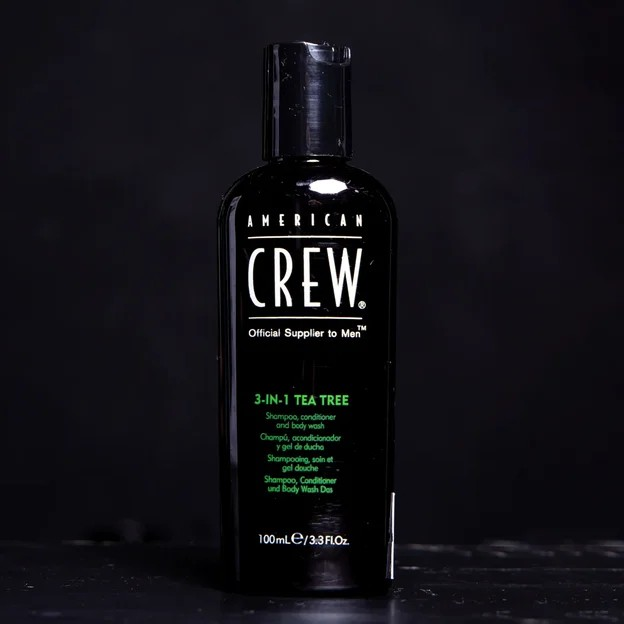 AMERICAN
CREW®
Official Supplier to Men™
3-IN-1 TEA TREE
Shampoo, conditioner
and body wash
Champú, acondicionador
y gel de ducha
Shampooing, soin et
gel douche
Shampoo, Conditioner
und Body Wash Das
100mL℮/3.3 Fl.Oz.